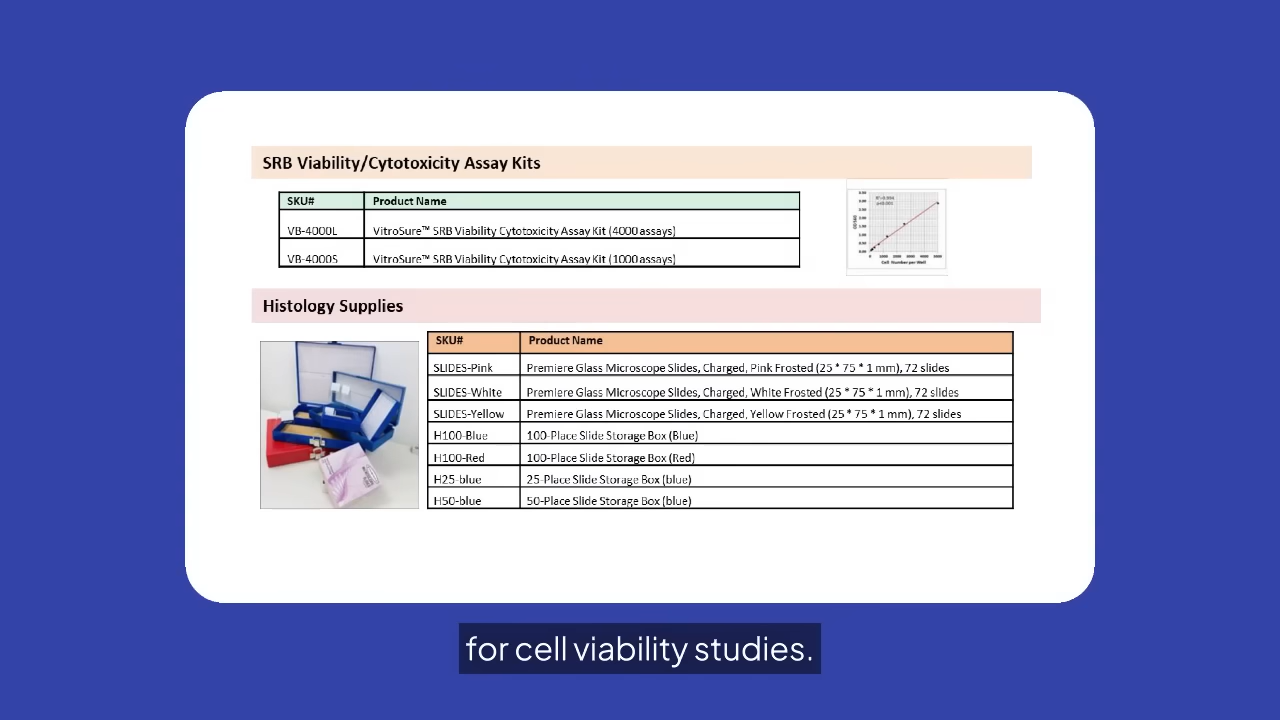 SRB Viability/Cytotoxicity Assay Kits
SKU# Product Name
VB-4000L VitroSure™ SRB Viability Cytotoxicity Assay Kit (4000 assays)
VB-4000S VitroSure™ SRB Viability Cytotoxicity Assay Kit (1000 assays)
Cell Number per Well
Histology Supplies
SKU# Product Name
SLIDES-Pink Premiere Glass Microscope Slides, Charged, Pink Frosted (25 * 75 * 1 mm), 72 slides
SLIDES-White Premiere Glass Microscope Slides, Charged, White Frosted (25 * 75 * 1 mm), 72 slides
SLIDES-Yellow Premiere Glass Microscope Slides, Charged, Yellow Frosted (25 * 75 * 1 mm), 72 slides
H100-Blue 100-Place Slide Storage Box (Blue)
H100-Red 100-Place Slide Storage Box (Red)
H25-blue 25-Place Slide Storage Box (blue)
H50-blue 50-Place Slide Storage Box (blue)
for cell viability studies.